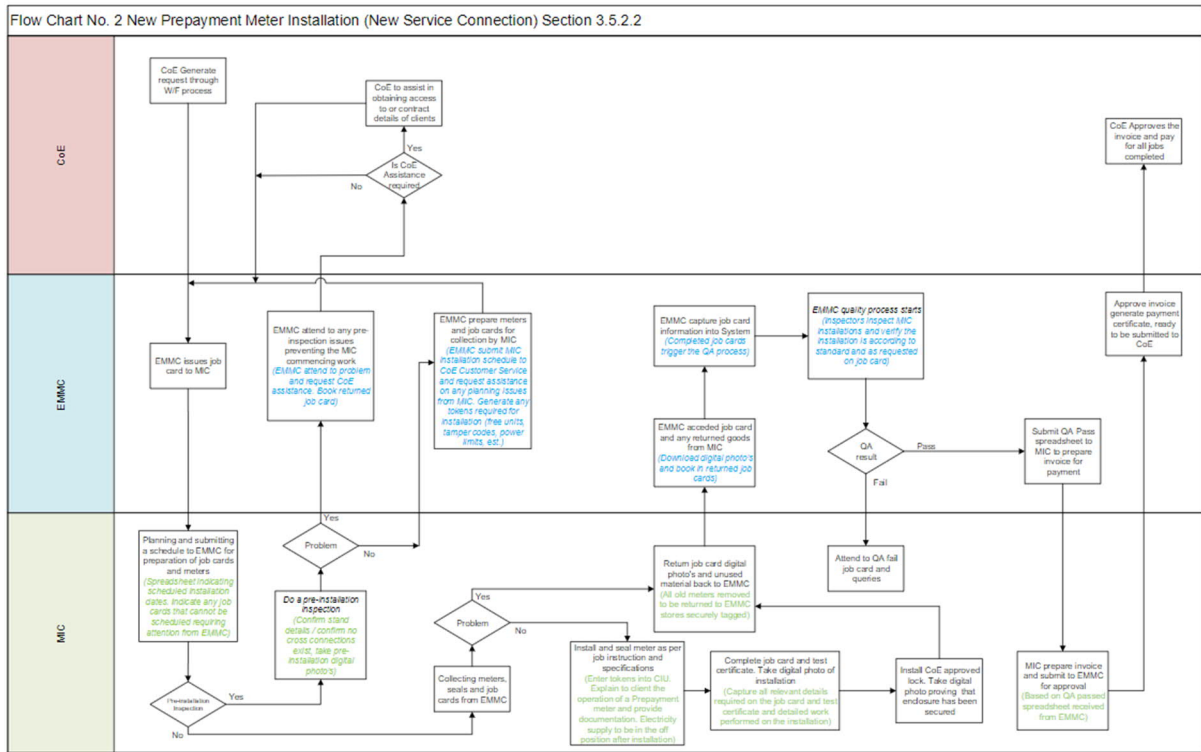 Flow Chart No. 2 New Prepayment Meter Installation (New Service Connection) Section 3.5.2.2
CoE
CoE Generate
request through
W/F process
CoE to assist in
obtaining access
to or contract
details of clients
Yes
Is CoE
Assistance
required
No
CoE Approves the
invoice and pay
for all jobs
completed
EMMC
EMMC issues job
card to MIC
EMMC attend to any pre-
inspection issues
preventing the MIC
commencing work
(EMMC attend to problem
and request CoE
assistance. Book returned
job card)
EMMC prepare meters
and job cards for
collection by MIC
(EMMC submit MIC
installation schedule to
CoE Customer Service
and request assistance
on any planning issues
from MIC. Generate any
tokens required for
installation (free units,
tamper codes, power
limits, est.)
EMMC capture job card
information into System
(Completed job cards
trigger the QA process)
EMMC quality process starts
(Inspectors inspect MIC
installations and verify the
installation is according to
standard and as requested
on job card)
Approve invoice
generate payment
certificate, ready
to be submitted to
CoE
EMMC acceded job card
and any returned goods
from MIC
(Download digital photo's
and book in returned job
cards)
QA
result
Pass
Fail
Submit QA Pass
spreadsheet to
MIC to prepare
invoice for
payment
MIC
Planning and submitting
a schedule to EMMC for
preparation of job cards
and meters
(Spreadsheet indicating
scheduled installation
dates. Indicate any job
cards that cannot be
scheduled requiring
attention from EMMC)
Yes
Problem
No
Do a pre-installation
inspection
(Confirm stand
details / confirm no
cross connections
exist, take pre-
installation digital
photo's)
Pre-installation
Inspection
Yes
No
Yes
Problem
No
Collecting meters,
seals and job
cards from EMMC
Return job card digital
photo's and unused
material back to EMMC
(All old meters removed
to be returned to EMMC
stores securely tagged)
Attend to QA fail
job card and
queries
Install and seal meter as per
job instruction and
specifications
(Enter tokens into CIU.
Explain to client the
operation of a Prepayment
meter and provide
documentation. Electricity
supply to be in the off
position after installation)
Complete job card and test
certificate. Take digital photo of
installation
(Capture all relevant details
required on the job card and test
certificate and detailed work
performed on the installation)
Install CoE approved
lock. Take digital
photo proving that
enclosure has been
secured
MIC prepare invoice
and submit to EMMC
for approval
(Based on QA passed
spreadsheet received
from EMMC)